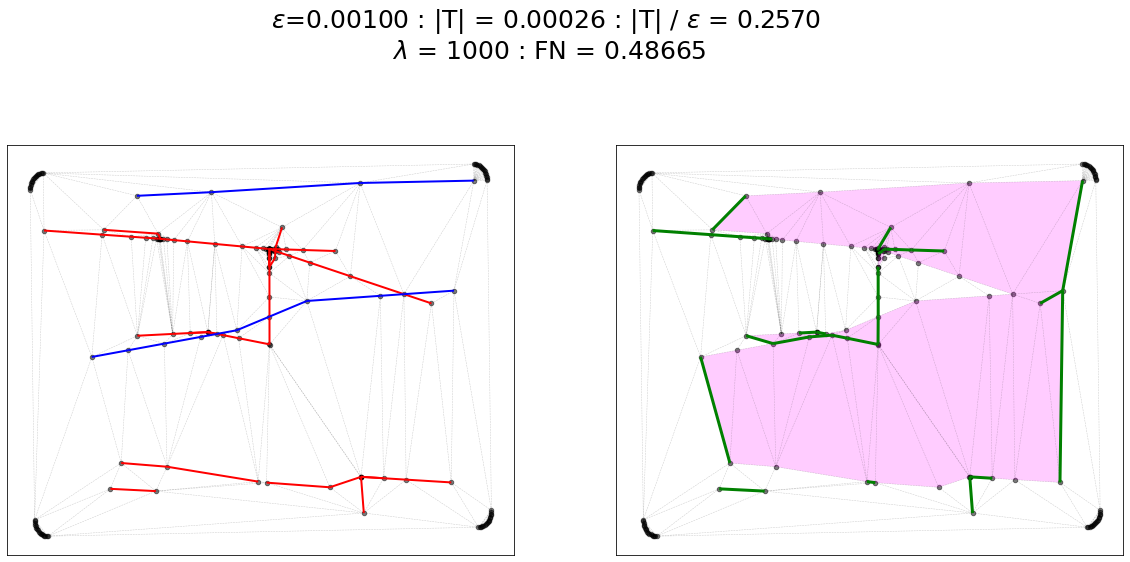 ε=0.00100 : |T| = 0.00026 : |T| / ε = 0.2570
λ = 1000 : FN = 0.48665